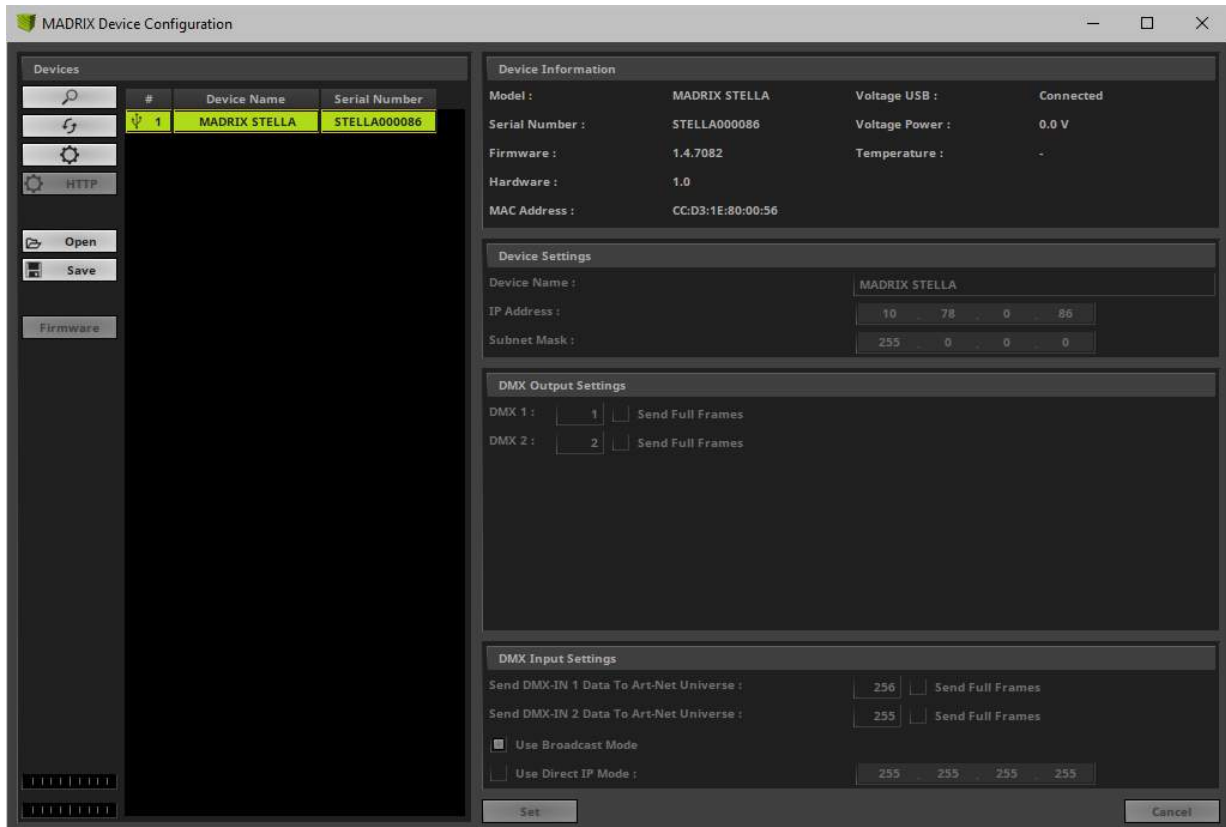 MADRIX Device Configuration
Devices
# Device Name Serial Number
1 MADRIX STELLA STELLA000086
HTTP
Open
Save
Firmware
Device Information
Model : MADRIX STELLA Voltage USB : Connected
Serial Number : STELLA000086 Voltage Power : 0.0 V
Firmware : 1.4.7082 Temperature : -
Hardware : 1.0
MAC Address : CC:D3:1E:80:00:56
Device Settings
Device Name : MADRIX STELLA
IP Address : 10 . 78 . 0 . 86
Subnet Mask : 255 . 0 . 0 . 0
DMX Output Settings
DMX 1 : 1 Send Full Frames
DMX 2 : 2 Send Full Frames
DMX Input Settings
Send DMX-IN 1 Data To Art-Net Universe : 256 Send Full Frames
Send DMX-IN 2 Data To Art-Net Universe : 255 Send Full Frames
Use Broadcast Mode
Use Direct IP Mode : 255 . 255 . 255 . 255
Set Cancel